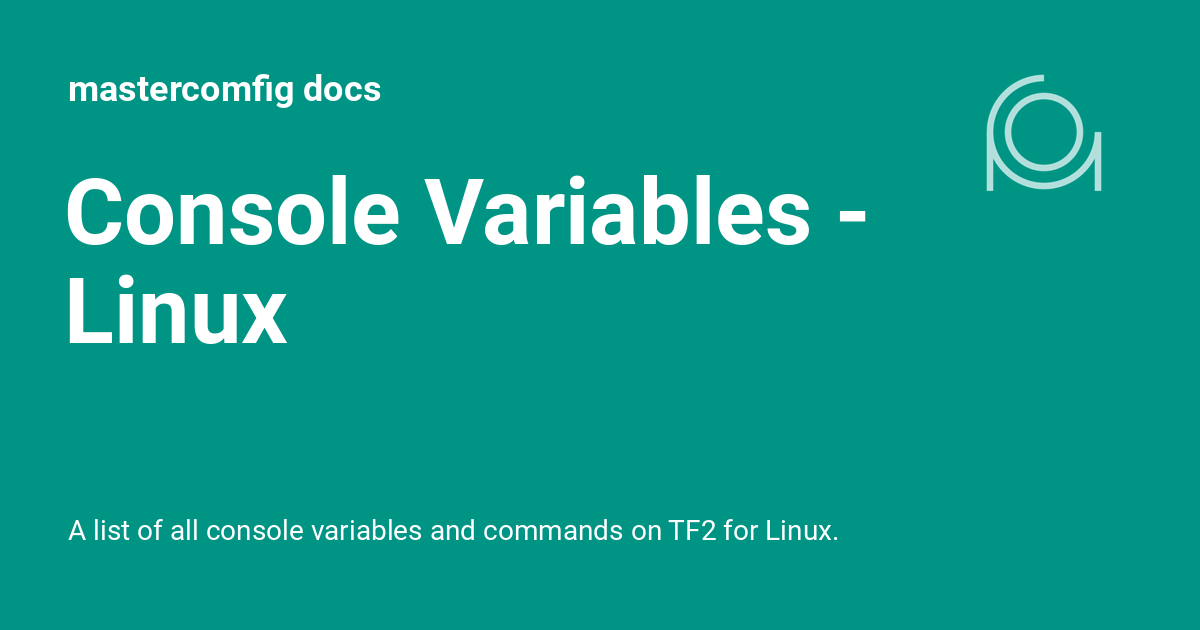 mastercomfig docs
Console Variables -
Linux
A list of all console variables and commands on TF2 for Linux.